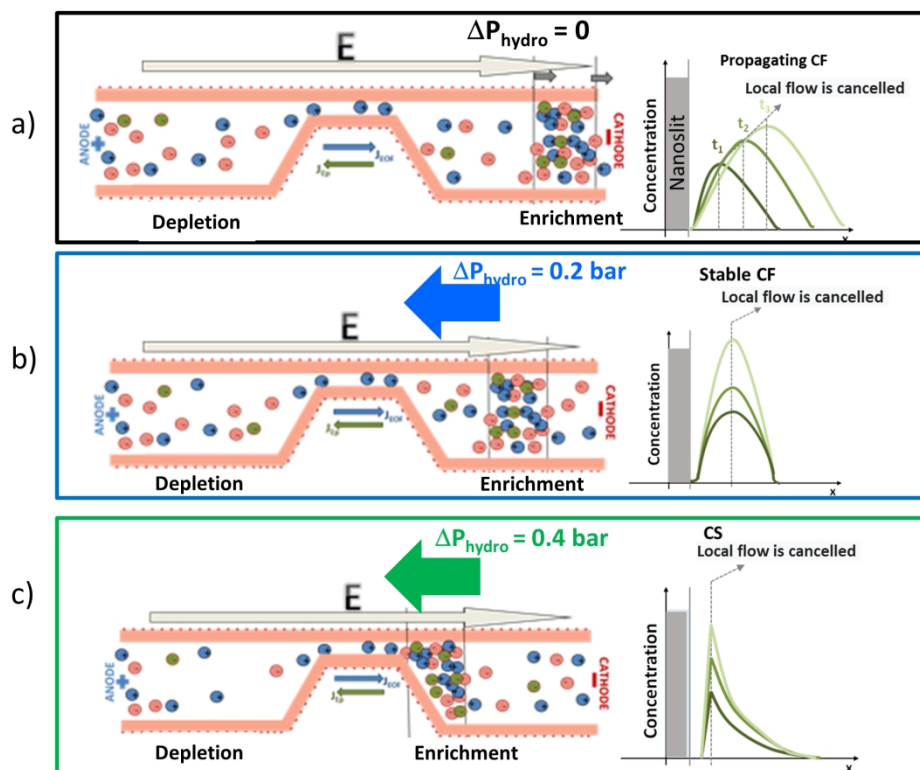 a)
ΔPhydro = 0
E
ANODE
+
JEOF
JEp
CATHODE
Depletion
Enrichment
Propagating CF
Local flow is cancelled
t1
t2
t3
Concentration
Nanoslit
x
b)
ΔPhydro = 0.2 bar
E
ANODE
+
JEOF
JEp
CATHODE
Depletion
Enrichment
Stable CF
Local flow is cancelled
Concentration
x
c)
ΔPhydro = 0.4 bar
E
ANODE
+
JEOF
JEp
CATHODE
Depletion
Enrichment
CS
Local flow is cancelled
Concentration
x